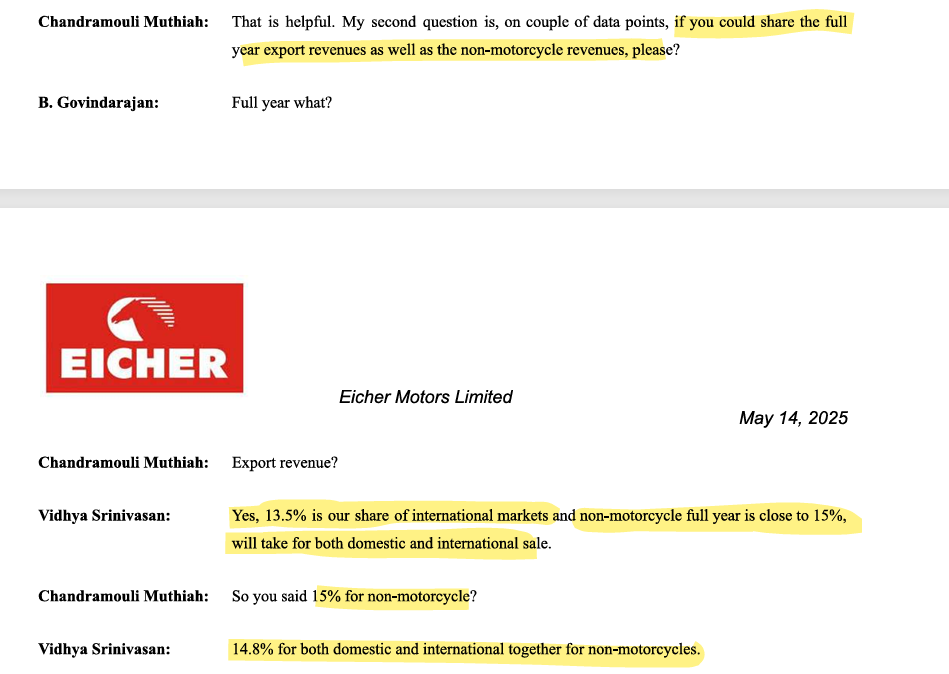 Chandramouli Muthiah: That is helpful. My second question is, on couple of data points, if you could share the full
year export revenues as well as the non-motorcycle revenues, please?
B. Govindarajan: Full year what?
EICHER
Eicher Motors Limited
May 14, 2025
Chandramouli Muthiah: Export revenue?
Vidhya Srinivasan: Yes, 13.5% is our share of international markets and non-motorcycle full year is close to 15%,
will take for both domestic and international sale.
Chandramouli Muthiah: So you said 15% for non-motorcycle?
Vidhya Srinivasan: 14.8% for both domestic and international together for non-motorcycles.